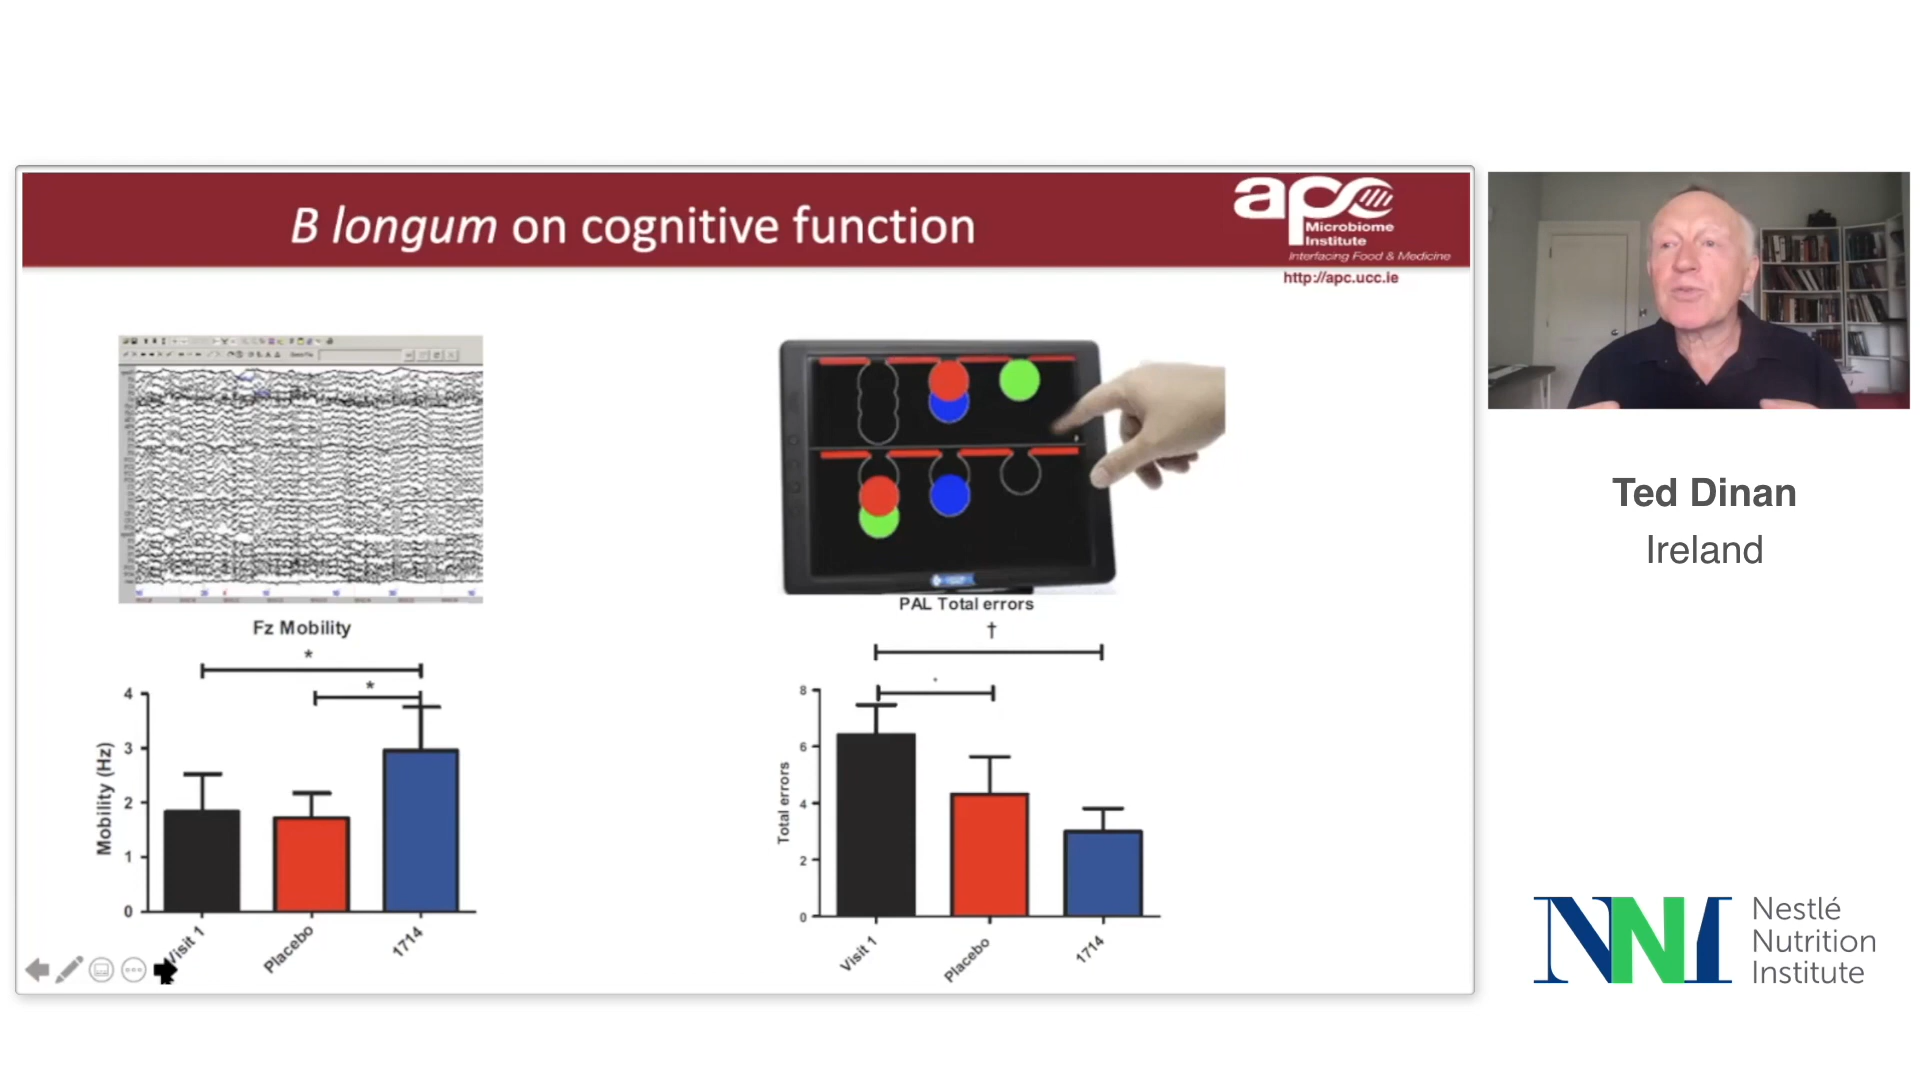 B longum on cognitive function
apc
Microbiome
Institute
Interfacing Food & Medicine
http://apc.ucc.ie
Fz Mobility
*
*
Mobility (Hz)
4
3
2
1
0
Visit 1
Placebo
1714
PAL Total errors
†
Total errors
8
6
4
2
0
Visit 1
Placebo
1714
Ted Dinan
Ireland
NNI
Nestlé
Nutrition
Institute